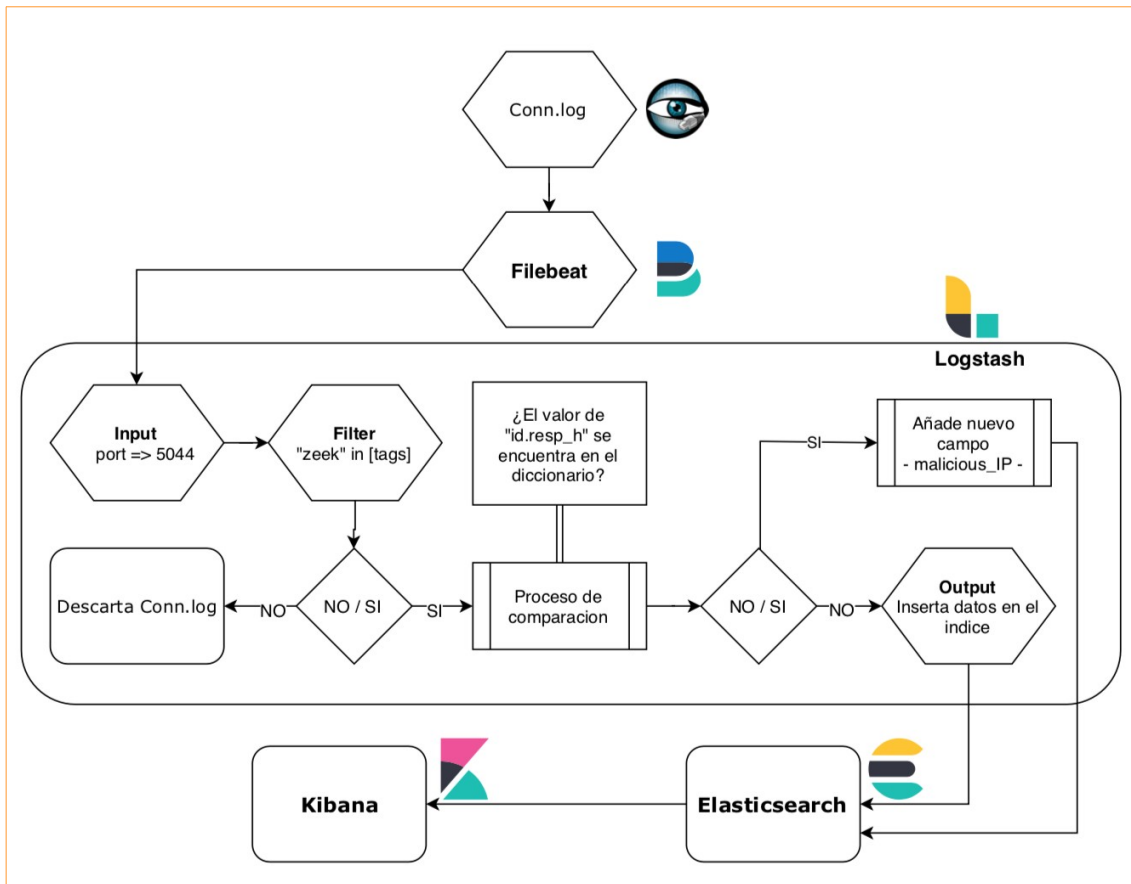 Conn.log
Filebeat
Logstash
Input
port => 5044
Filter
"zeek" in [tags]
¿El valor de
"id.resp_h" se
encuentra en el
diccionario?
SI
Añade nuevo
campo
- malicious_IP -
Descarta Conn.log
NO
NO / SI
SI
Proceso de
comparacion
NO / SI
NO
Output
Inserta datos en el
indice
Kibana
Elasticsearch